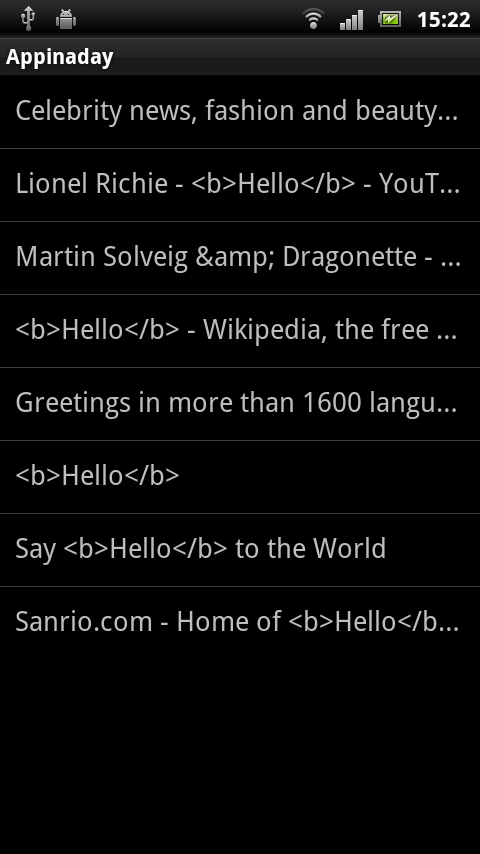 15:22
Appinaday
Celebrity news, fashion and beauty...
Lionel Richie - <b>Hello</b> - YouT...
Martin Solveig &amp; Dragonette - ...
<b>Hello</b> - Wikipedia, the free ...
Greetings in more than 1600 langu...
<b>Hello</b>
Say <b>Hello</b> to the World
Sanrio.com - Home of <b>Hello</b...